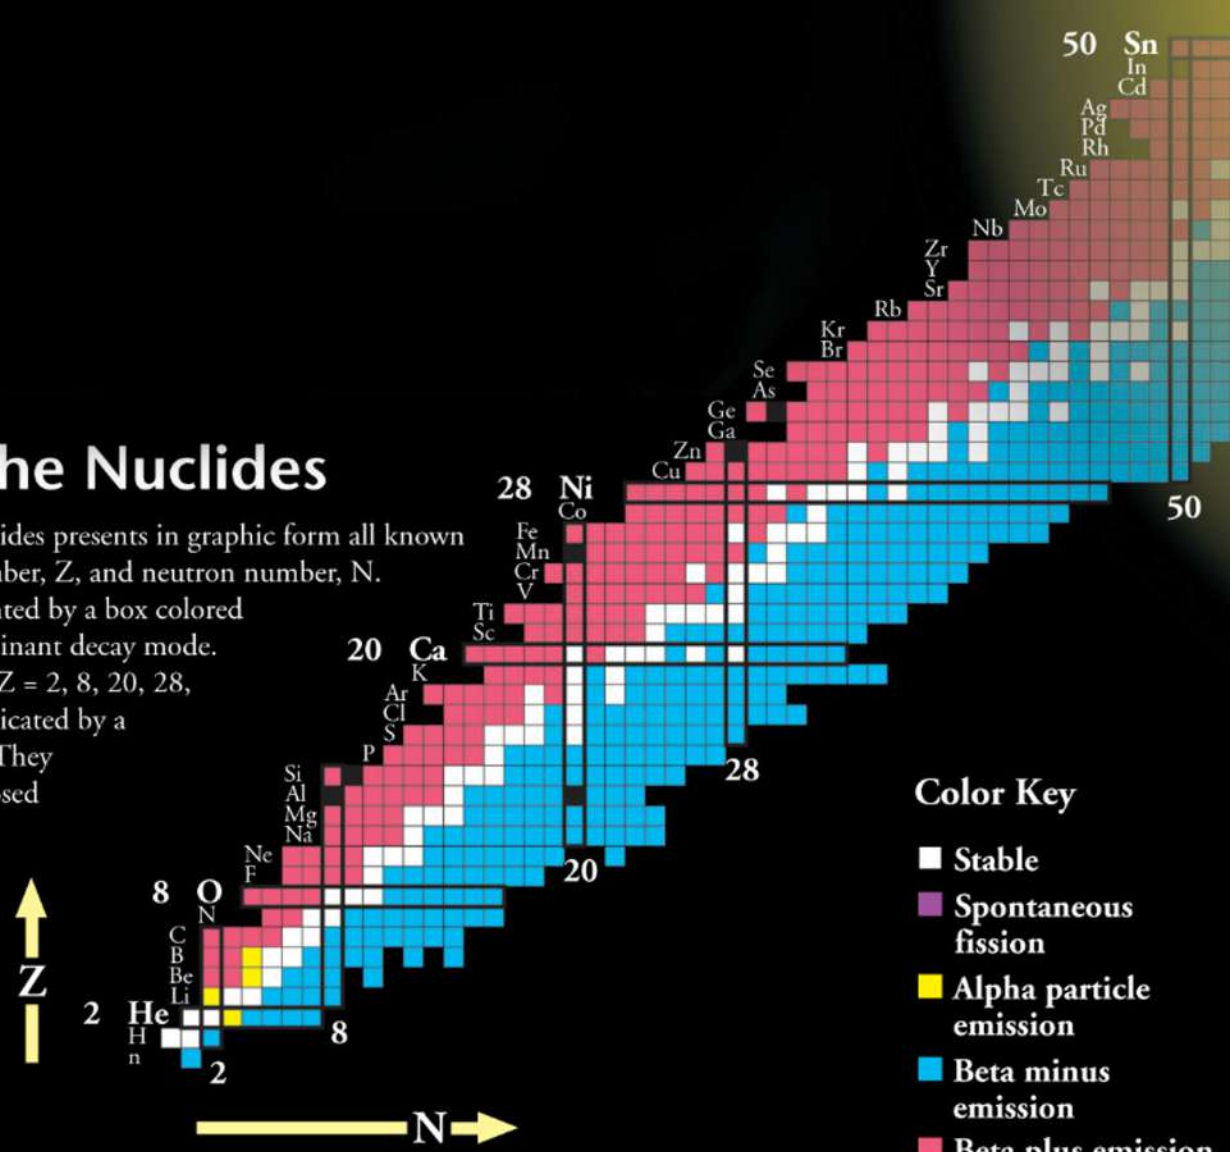 50 Sn
In
Cd
Ag
Pd
Rh
Ru
Tc
Mo
Nb
Zr
Y
Sr
Rb
Kr
Br
Se
As
Ge
Ga
Zn
Cu
28 Ni
Co
Fe
Mn
Cr
V
Ti
Sc
20 Ca
K
Ar
Cl
S
P
Si
Al
Mg
Na
Ne
F
8 O
N
C
B
Be
Li
2 He
H
n
he Nuclides
ides presents in graphic form all known
ber, Z, and neutron number, N.
ted by a box colored
inant decay mode.
Z = 2, 8, 20, 28,
icated by a
They
sed
50
28
20
8
2
Z
N
Color Key
Stable
Spontaneous
fission
Alpha particle
emission
Beta minus
emission
Beta plus emission